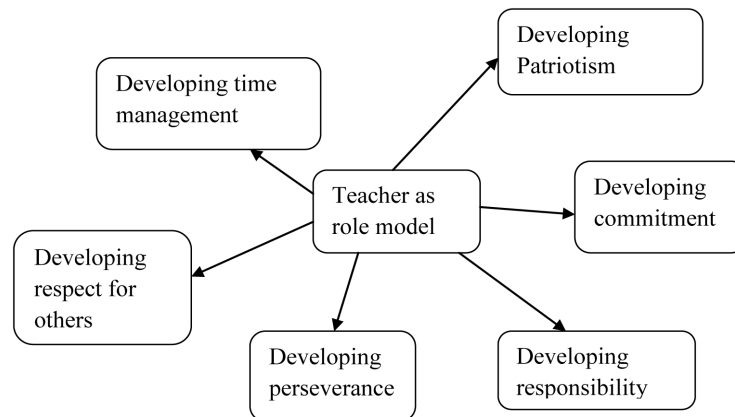 Developing
Patriotism
Developing time
management
Teacher as
role model
Developing
commitment
Developing
respect for
others
Developing
perseverance
Developing
responsibility